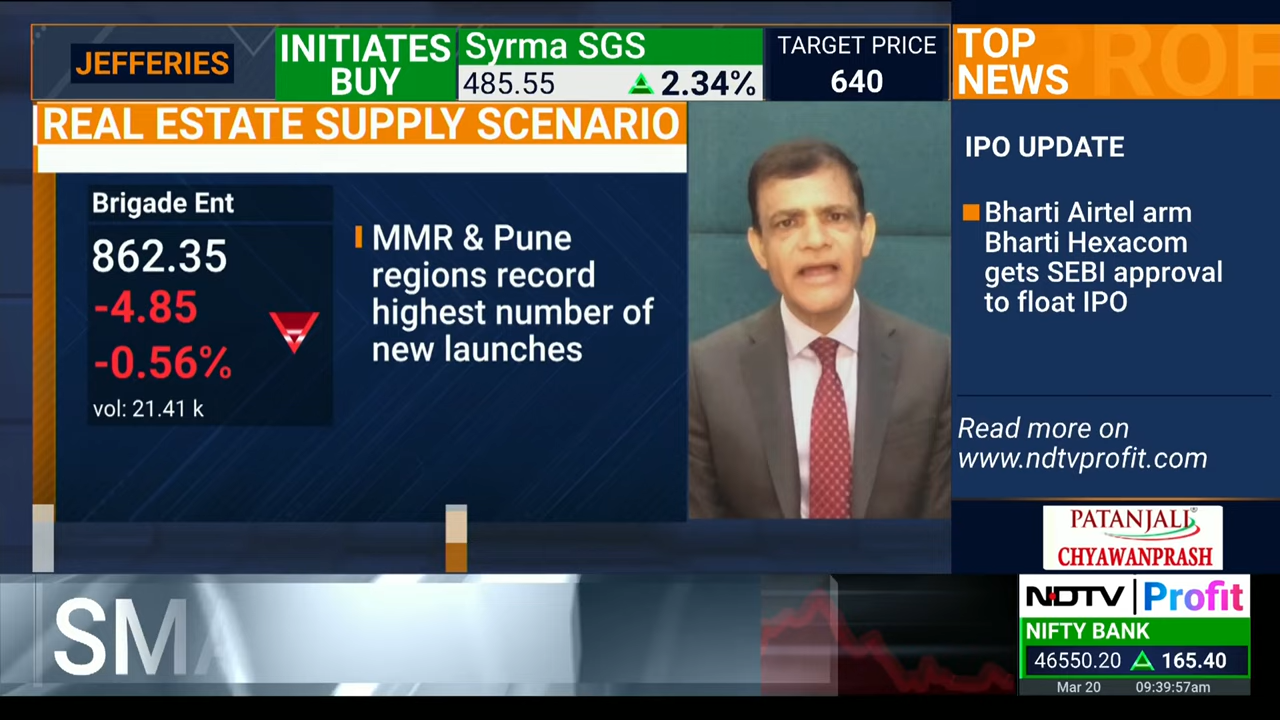 JEFFERIES
INITIATES
BUY
Syrma SGS
485.55 2.34%
TARGET PRICE
640
TOP
NEWS
PROF
REAL ESTATE SUPPLY SCENARIO
Brigade Ent
862.35
-4.85
-0.56%
vol: 21.41 k
MMR & Pune
regions record
highest number of
new launches
IPO UPDATE
Bharti Airtel arm
Bharti Hexacom
gets SEBI approval
to float IPO
Read more on
www.ndtvprofit.com
PATANJALI®
CHYAWANPRASH
SMA
NDTV Profit
NIFTY BANK
46550.20 165.40
Mar 20 09:39:57am